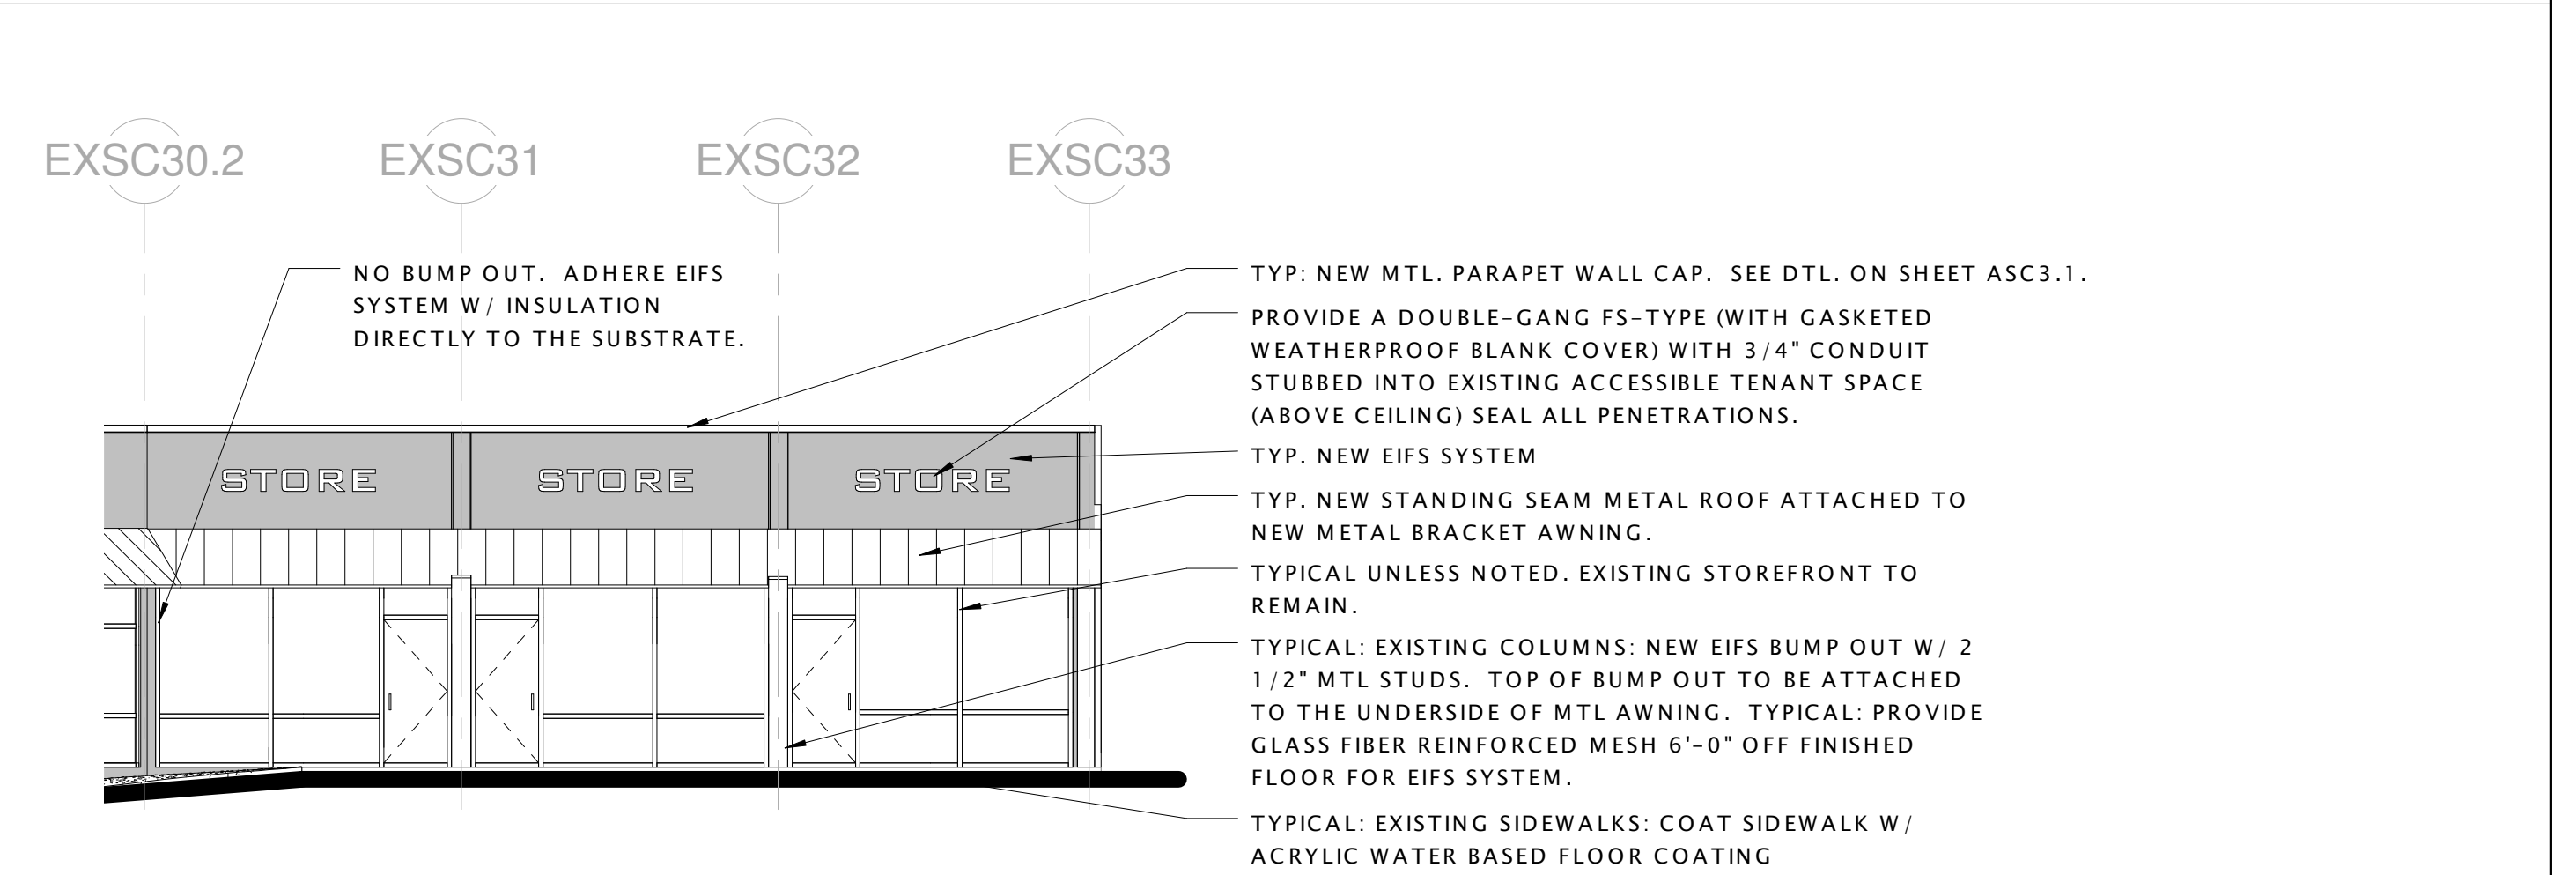 EXSC30.2 EXSC31 EXSC32 EXSC33
NO BUMP OUT. ADHERE EIFS
SYSTEM W/ INSULATION
DIRECTLY TO THE SUBSTRATE.
TYP: NEW MTL. PARAPET WALL CAP. SEE DTL. ON SHEET ASC3.1.
PROVIDE A DOUBLE-GANG FS-TYPE (WITH GASKETED
WEATHERPROOF BLANK COVER) WITH 3/4" CONDUIT
STUBBED INTO EXISTING ACCESSIBLE TENANT SPACE
(ABOVE CEILING) SEAL ALL PENETRATIONS.
TYP. NEW EIFS SYSTEM
STORE STORE STORE
TYP. NEW STANDING SEAM METAL ROOF ATTACHED TO
NEW METAL BRACKET AWNING.
TYPICAL UNLESS NOTED. EXISTING STOREFRONT TO
REMAIN.
TYPICAL: EXISTING COLUMNS: NEW EIFS BUMP OUT W/ 2
1/2" MTL STUDS. TOP OF BUMP OUT TO BE ATTACHED
TO THE UNDERSIDE OF MTL AWNING. TYPICAL: PROVIDE
GLASS FIBER REINFORCED MESH 6'-0" OFF FINISHED
FLOOR FOR EIFS SYSTEM.
TYPICAL: EXISTING SIDEWALKS: COAT SIDEWALK W/
ACRYLIC WATER BASED FLOOR COATING